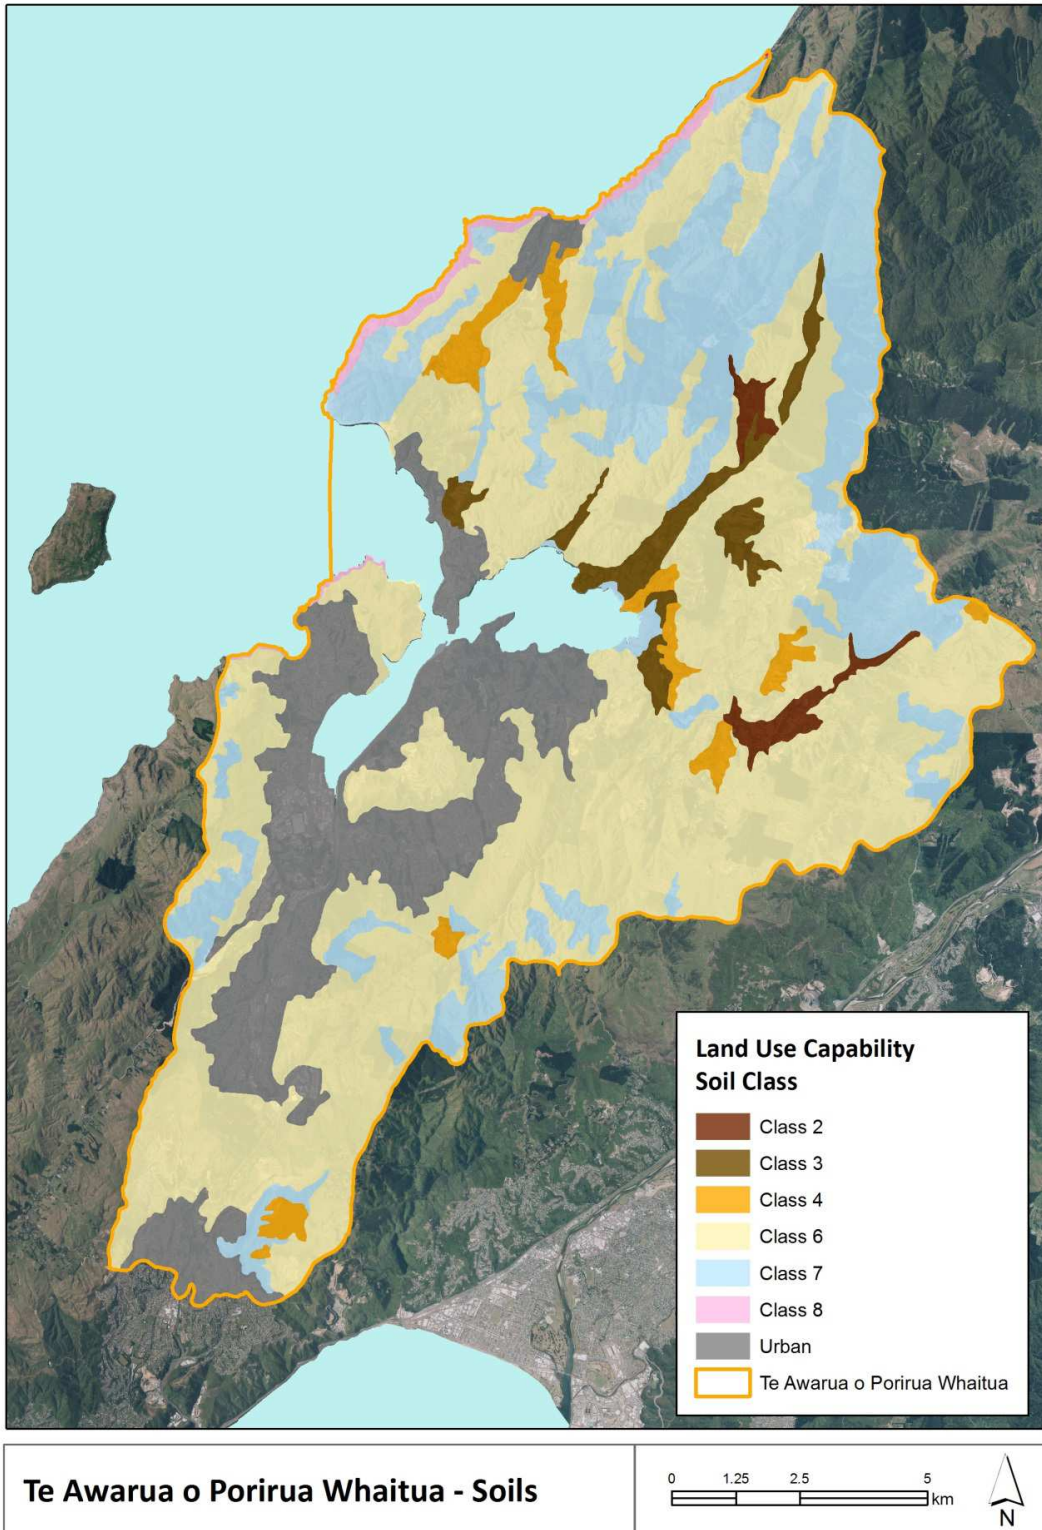 Land Use Capability
Soil Class
Class 2
Class 3
Class 4
Class 6
Class 7
Class 8
Urban
Te Awarua o Porirua Whaitua
Te Awarua o Porirua Whaitua - Soils
0 1.25 2.5 5
km
N